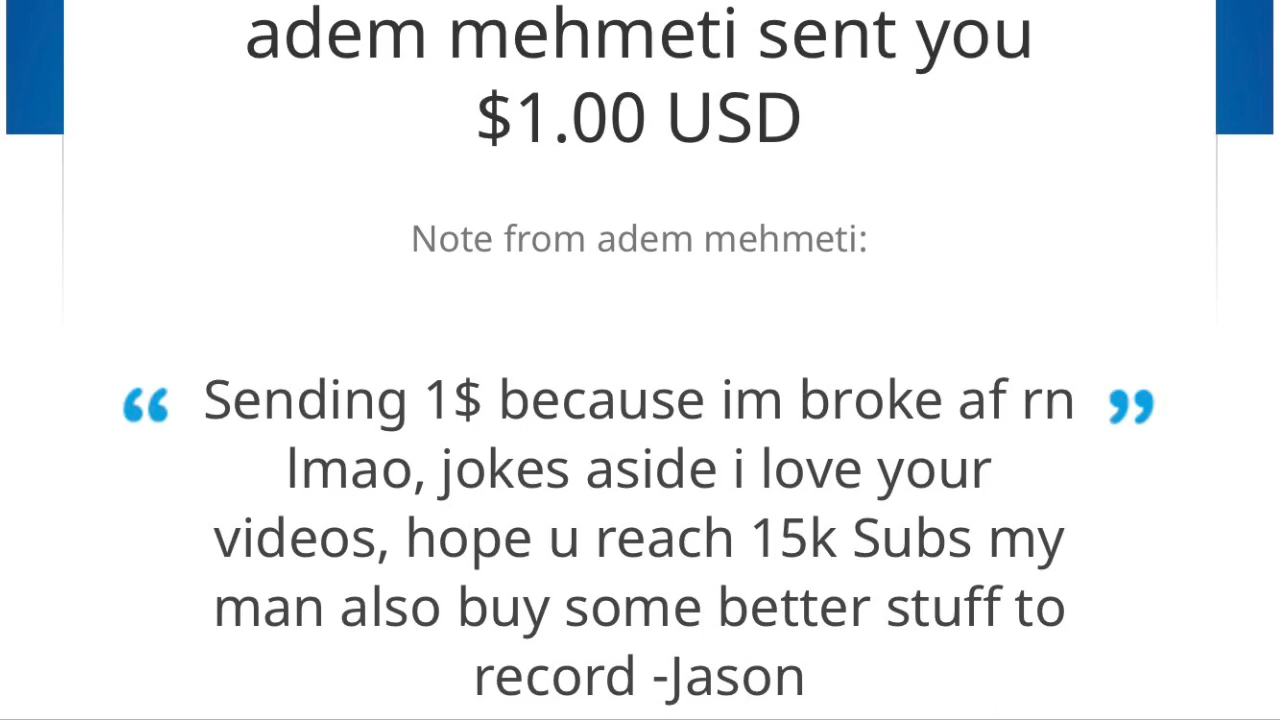 adem mehmeti sent you
$1.00 USD
Note from adem mehmeti:
“ Sending 1$ because im broke af rn ”
lmao, jokes aside i love your
videos, hope u reach 15k Subs my
man also buy some better stuff to
record -Jason